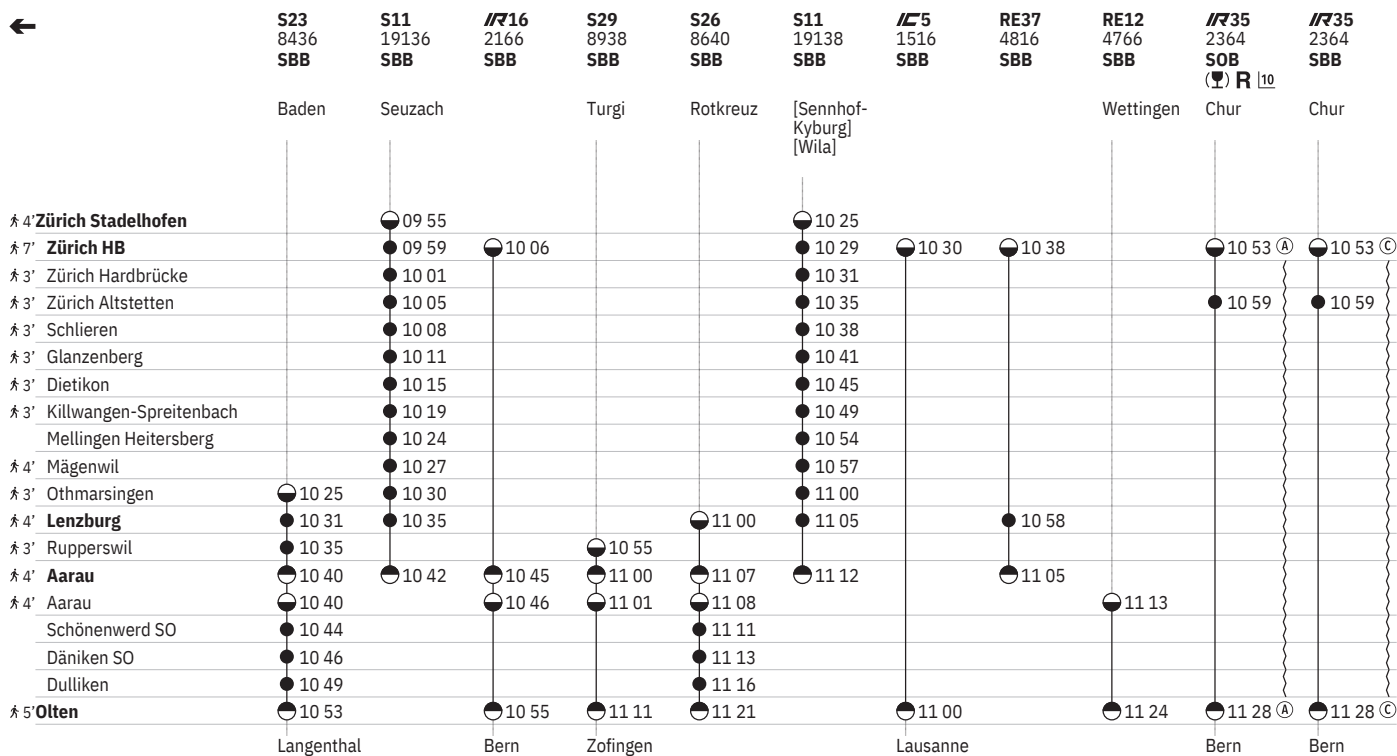 ← S23 S11 IR16 S29 S26 S11 IC5 RE37 RE12 IR35 IR35
8436 19136 2166 8938 8640 19138 1516 4816 4766 2364 2364
SBB SBB SBB SBB SBB SBB SBB SBB SBB SOB SBB
R 10
Baden Seuzach Turgi Rotkreuz [Sennhof- Wettingen Chur Chur
Kyburg]
[Wila]
4' Zürich Stadelhofen 09 55 10 25
7' Zürich HB 09 59 10 06 10 29 10 30 10 38 10 53 Ⓐ 10 53 Ⓒ
3' Zürich Hardbrücke 10 01 10 31
3' Zürich Altstetten 10 05 10 35 10 59 10 59
3' Schlieren 10 08 10 38
3' Glanzenberg 10 11 10 41
3' Dietikon 10 15 10 45
3' Killwangen-Spreitenbach 10 19 10 49
Mellingen Heitersberg 10 24 10 54
4' Mägenwil 10 27 10 57
3' Othmarsingen 10 25 10 30 11 00
4' Lenzburg 10 31 10 35 11 00 11 05 10 58
3' Rupperswil 10 35 10 55
4' Aarau 10 40 10 42 10 45 11 00 11 07 11 12 11 05
4' Aarau 10 40 10 46 11 01 11 08 11 13
Schönenwerd SO 10 44 11 11
Däniken SO 10 46 11 13
Dulliken 10 49 11 16
5' Olten 10 53 10 55 11 11 11 21 11 00 11 24 11 28 Ⓐ 11 28 Ⓒ
Langenthal Bern Zofingen Lausanne Bern Bern